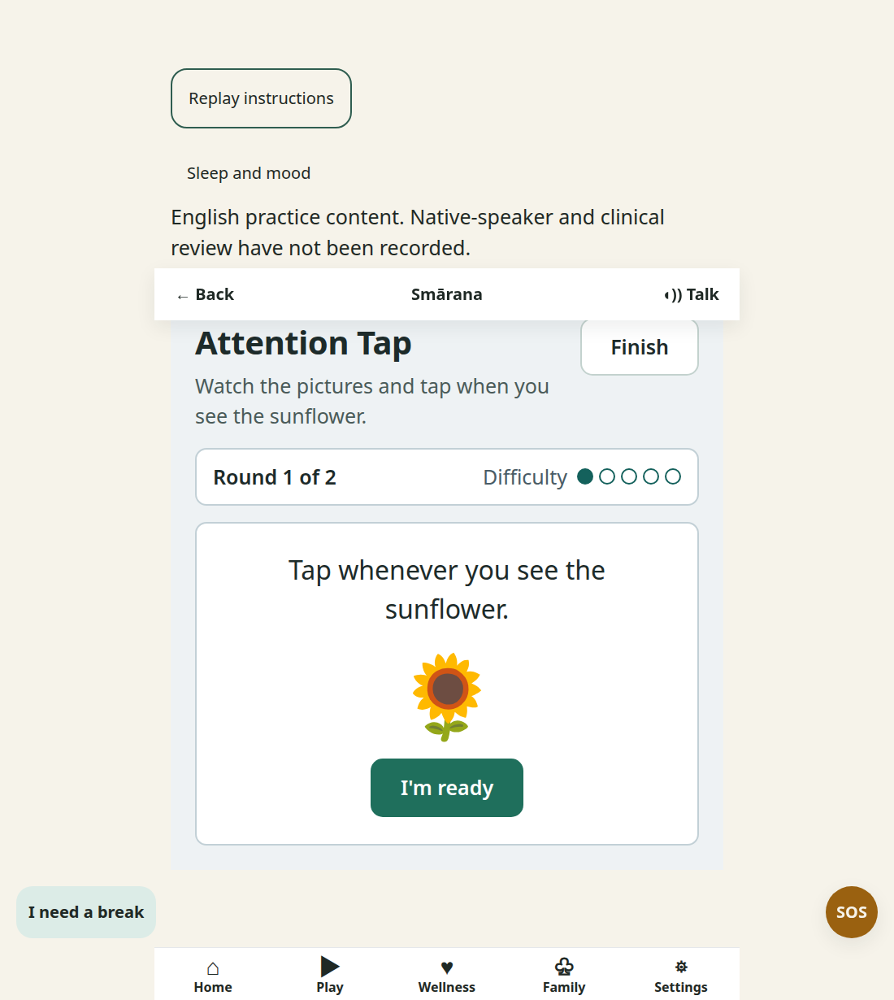 Replay instructions
Sleep and mood
English practice content. Native-speaker and clinical
review have not been recorded.
← Back
Smārana
Talk
Attention Tap
Finish
Watch the pictures and tap when you
see the sunflower.
Round 1 of 2
Difficulty
Tap whenever you see the
sunflower.
I'm ready
I need a break
SOS
Home
Play
Wellness
Family
Settings